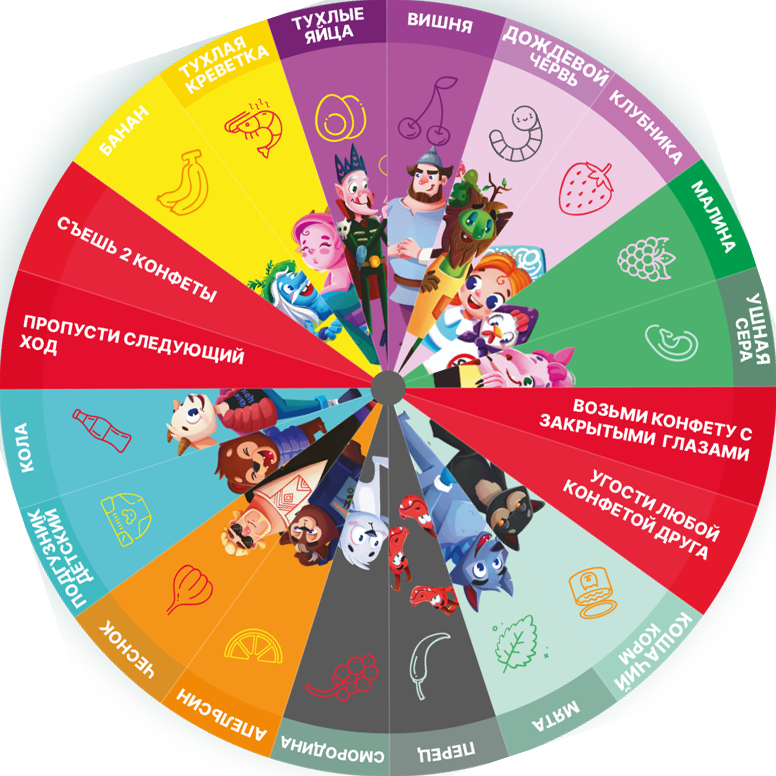 ТУХЛЫЕ
ЯЙЦА
ВИШНЯ
ДОЖДЕВОЙ
ЧЕРВЬ
КЛУБНИКА
МАЛИНА
УШНАЯ
СЕРА
ВОЗЬМИ КОНФЕТУ С
ЗАКРЫТЫМИ ГЛАЗАМИ
УГОСТИ ЛЮБОЙ
КОНФЕТОЙ ДРУГА
КОШАЧИЙ
КОРМ
МЯТА
ПЕРЕЦ
СМОРОДИНА
АПЕЛЬСИН
ЧЕСНОК
ПОДГУЗНИК
ДЕТСКИЙ
КОЛА
ПРОПУСТИ СЛЕДУЮЩИЙ
ХОД
СЪЕШЬ 2 КОНФЕТЫ
БАНАН
ТУХЛАЯ
КРЕВЕТКА